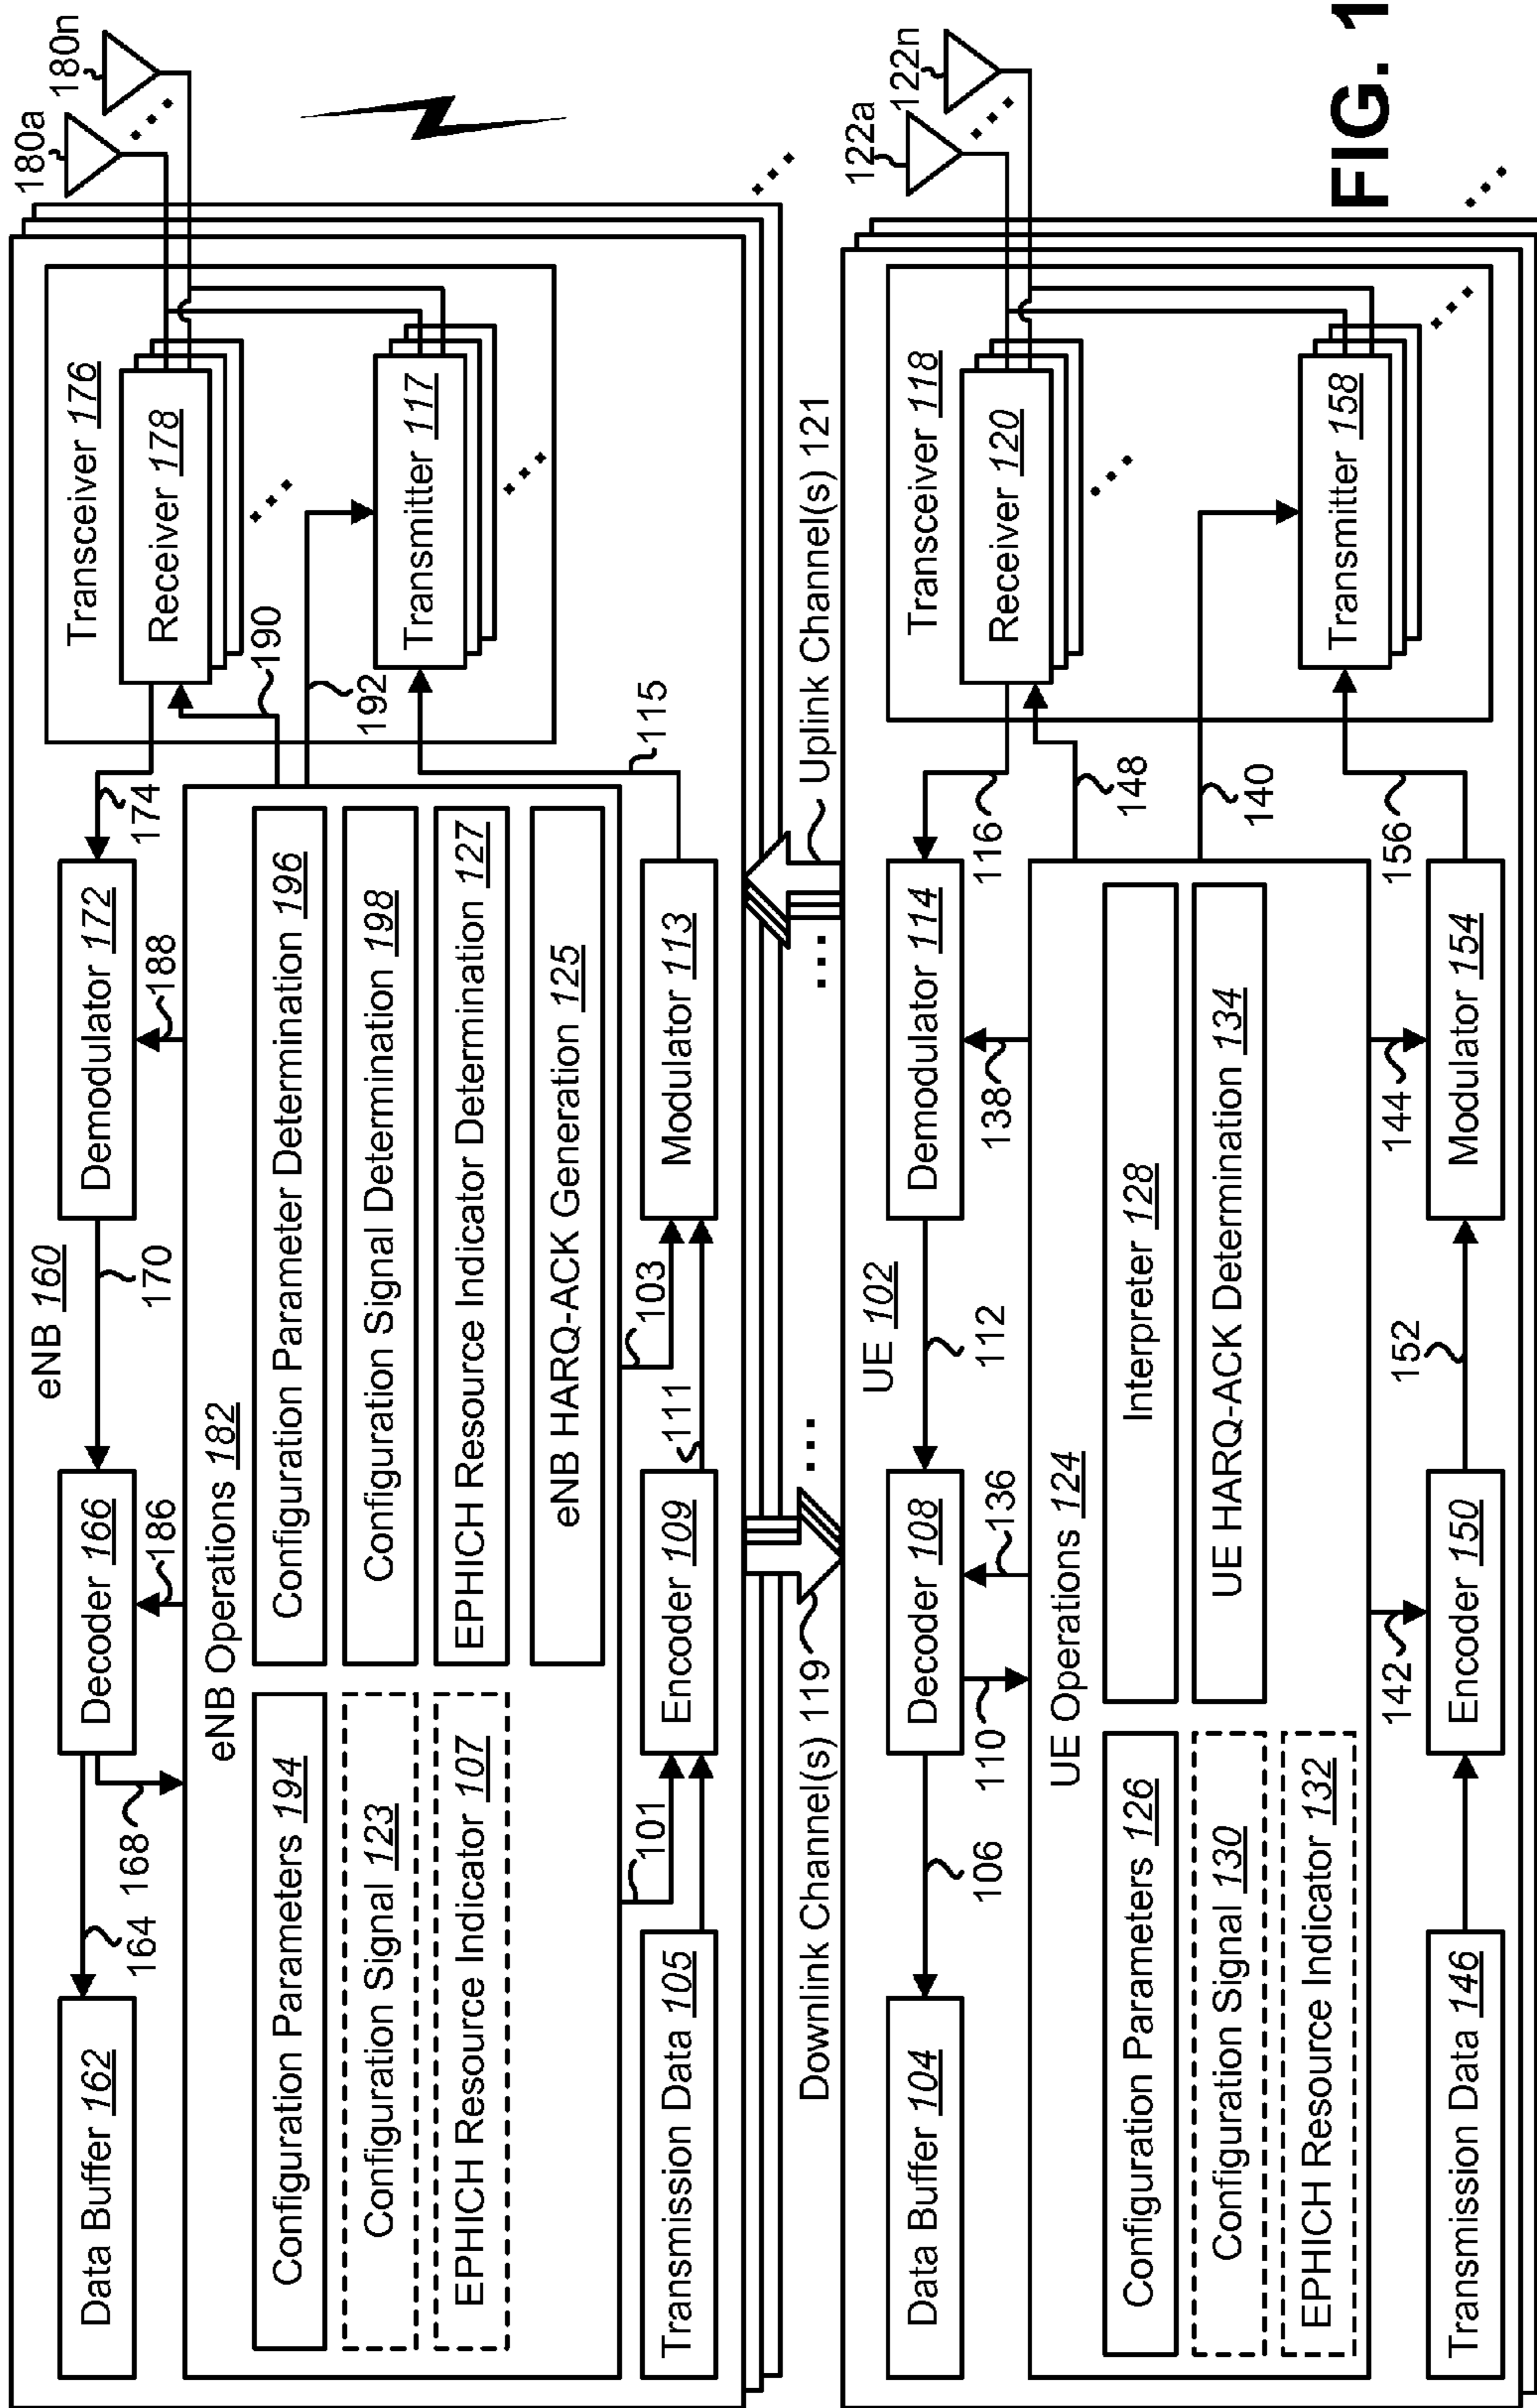 eNB 160
180a
180n
Data Buffer 162
164
Decoder 166
168
186
170
Demodulator 172
188
174
Transceiver 176
Receiver 178
190
192
Transmitter 117
eNB Operations 182
Configuration Parameters 194
Configuration Parameter Determination 196
Configuration Signal 123
Configuration Signal Determination 198
EPHICH Resource Indicator 107
EPHICH Resource Indicator Determination 127
eNB HARQ-ACK Generation 125
101
103
Transmission Data 105
Encoder 109
111
Modulator 113
115
Downlink Channel(s) 119
Uplink Channel(s) 121
UE 102
122a
122n
Data Buffer 104
106
Decoder 108
110
136
112
Demodulator 114
138
116
148
140
Transceiver 118
Receiver 120
Transmitter 158
UE Operations 124
Configuration Parameters 126
Interpreter 128
Configuration Signal 130
UE HARQ-ACK Determination 134
EPHICH Resource Indicator 132
142
144
Transmission Data 146
Encoder 150
152
Modulator 154
156
FIG. 1